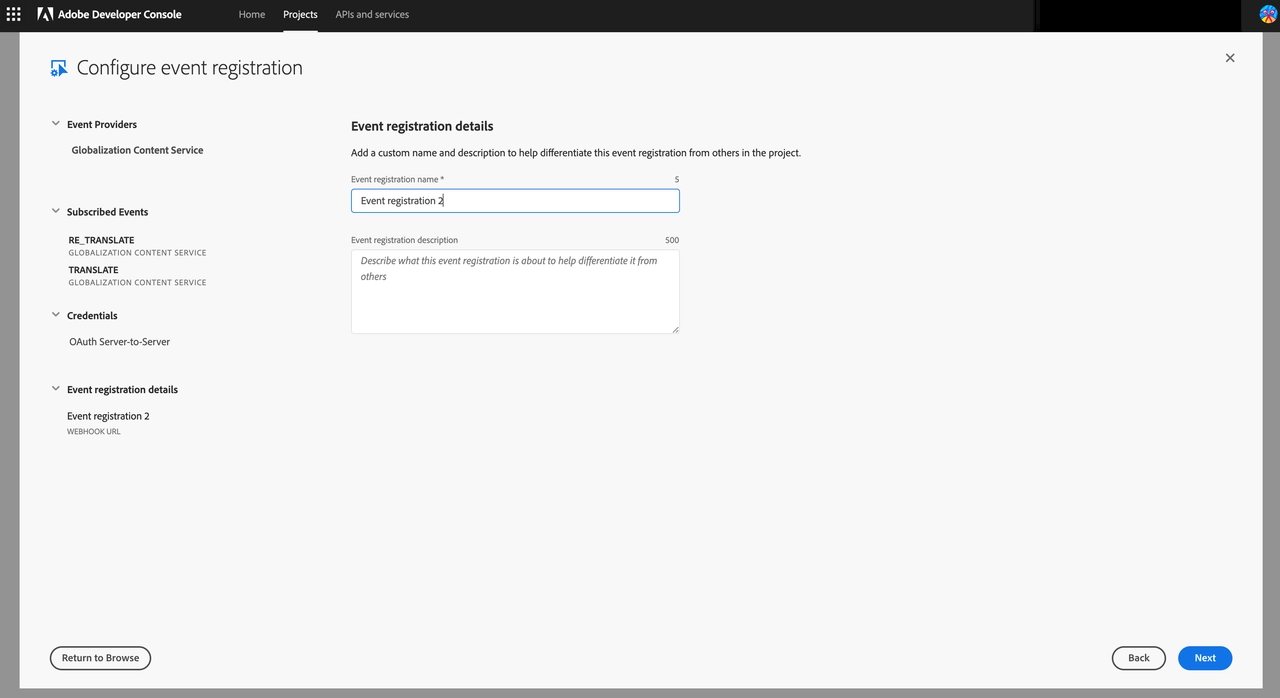 Adobe Developer Console
Home
Projects
APIs and services
Configure event registration
Event Providers
Globalization Content Service
Subscribed Events
RE_TRANSLATE
GLOBALIZATION CONTENT SERVICE
TRANSLATE
GLOBALIZATION CONTENT SERVICE
Credentials
OAuth Server-to-Server
Event registration details
Event registration 2
WEBHOOK URL
Event registration details
Add a custom name and description to help differentiate this event registration from others in the project.
Event registration name * 5
Event registration 2
Event registration description 500
Describe what this event registration is about to help differentiate it from
others
Return to Browse
Back
Next